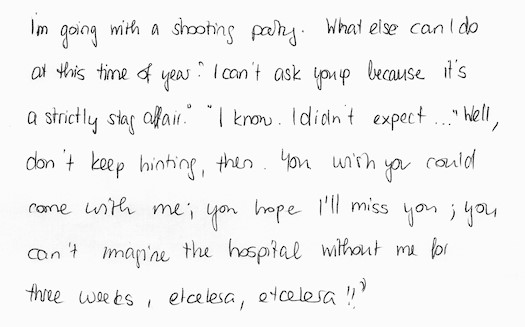 I'm going with a shooting party. What else can I do
at this time of year? I can't ask you up because it's
a strictly stag affair." "I know. I didn't expect ..." "Well,
don't keep hinting, then. You wish you could
come with me; you hope I'll miss you; you
can't imagine the hospital without me for
three weeks, etcetera, etcetera!!"